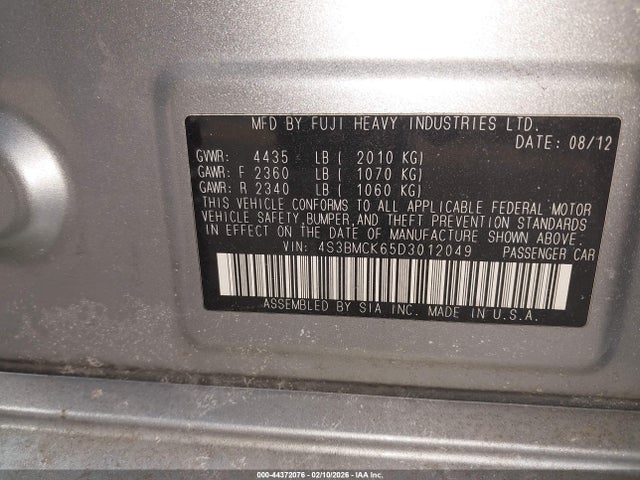 MFD BY FUJI HEAVY INDUSTRIES LTD.
DATE: 08/12
GVWR: 4435 LB ( 2010 KG)
GAWR: F 2360 LB ( 1070 KG)
GAWR: R 2340 LB ( 1060 KG)
THIS VEHICLE CONFORMS TO ALL APPLICABLE FEDERAL MOTOR
VEHICLE SAFETY, BUMPER, AND THEFT PREVENTION STANDARDS
IN EFFECT ON THE DATE OF MANUFACTURE SHOWN ABOVE.
VIN: 4S3BMCK65D3012049 PASSENGER CAR
ASSEMBLED BY SIA INC. MADE IN U.S.A.
000-44372076 - 02/10/2026 - IAA Inc.